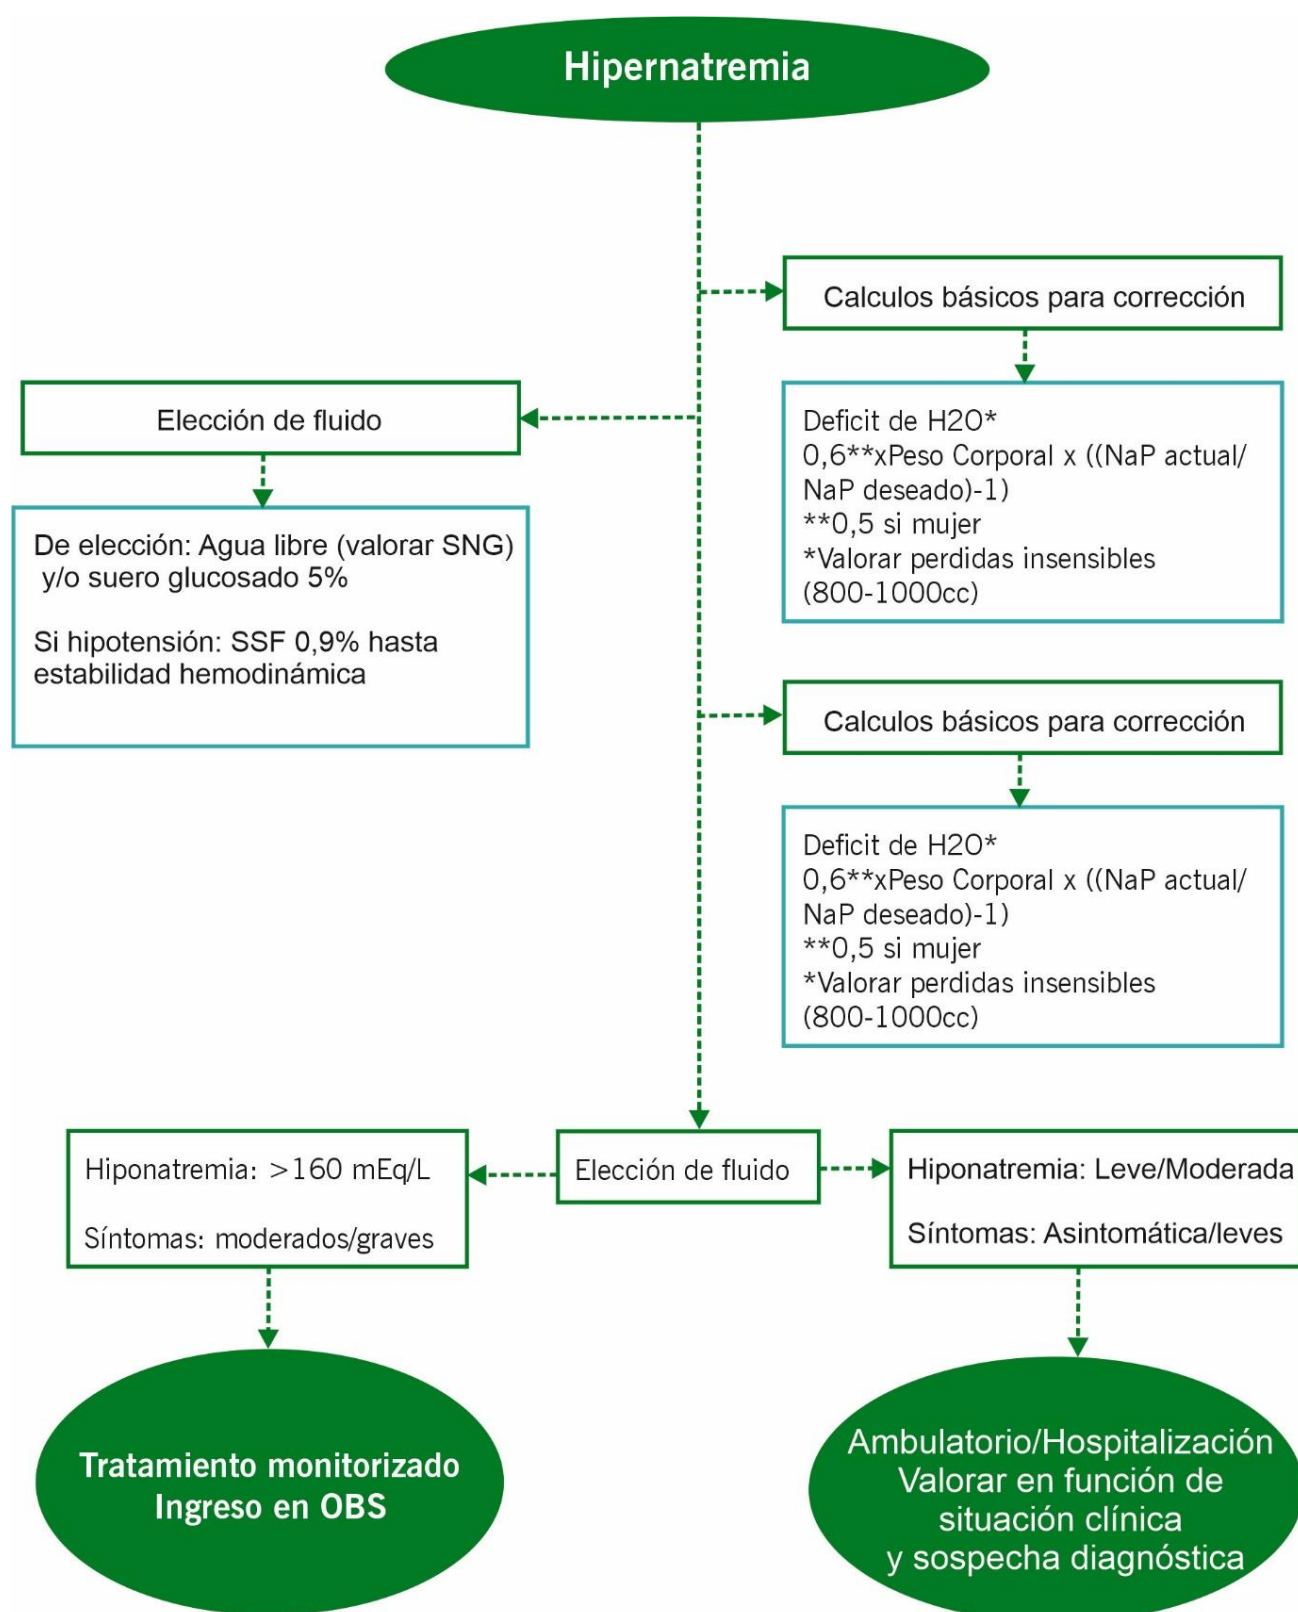 Hipernatremia
Calculos básicos para corrección
Deficit de H2O*
0,6**xPeso Corporal x ((NaP actual/
NaP deseado)-1)
**0,5 si mujer
*Valorar perdidas insensibles
(800-1000cc)
Elección de fluido
De elección: Agua libre (valorar SNG)
y/o suero glucosado 5%
Si hipotensión: SSF 0,9% hasta
estabilidad hemodinámica
Calculos básicos para corrección
Deficit de H2O*
0,6**xPeso Corporal x ((NaP actual/
NaP deseado)-1)
**0,5 si mujer
*Valorar perdidas insensibles
(800-1000cc)
Elección de fluido
Hiponatremia: >160 mEq/L
Síntomas: moderados/graves
Hiponatremia: Leve/Moderada
Síntomas: Asintomática/leves
Tratamiento monitorizado
Ingreso en OBS
Ambulatorio/Hospitalización
Valorar en función de
situación clínica
y sospecha diagnóstica